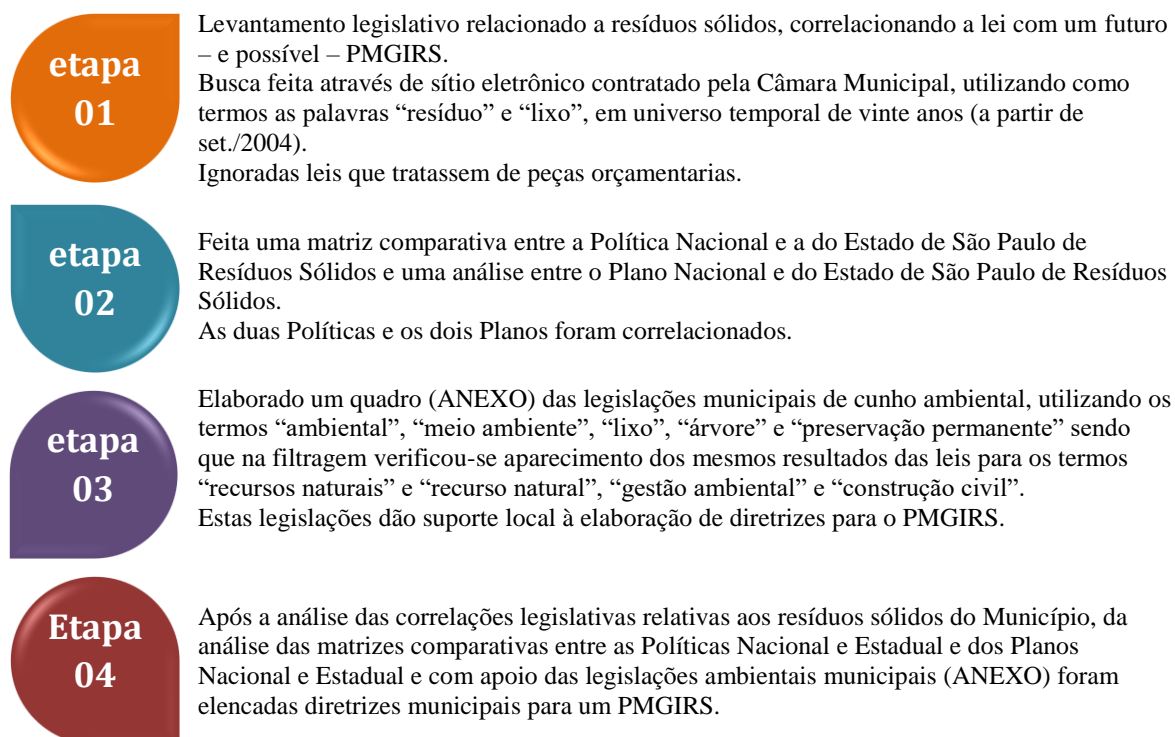 etapa
01
Levantamento legislativo relacionado a resíduos sólidos, correlacionando a lei com um futuro
– e possível – PMGIRS.
Busca feita através de sítio eletrônico contratado pela Câmara Municipal, utilizando como
termos as palavras “resíduo” e “lixo”, em universo temporal de vinte anos (a partir de
set./2004).
Ignoradas leis que tratassem de peças orçamentarias.
etapa
02
Feita uma matriz comparativa entre a Política Nacional e a do Estado de São Paulo de
Resíduos Sólidos e uma análise entre o Plano Nacional e do Estado de São Paulo de Resíduos
Sólidos.
As duas Políticas e os dois Planos foram correlacionados.
etapa
03
Elaborado um quadro (ANEXO) das legislações municipais de cunho ambiental, utilizando os
termos “ambiental”, “meio ambiente”, “lixo”, “árvore” e “preservação permanente” sendo
que na filtragem verificou-se aparecimento dos mesmos resultados das leis para os termos
“recursos naturais” e “recurso natural”, “gestão ambiental” e “construção civil”.
Estas legislações dão suporte local à elaboração de diretrizes para o PMGIRS.
Etapa
04
Após a análise das correlações legislativas relativas aos resíduos sólidos do Município, da
análise das matrizes comparativas entre as Políticas Nacional e Estadual e dos Planos
Nacional e Estadual e com apoio das legislações ambientais municipais (ANEXO) foram
elencadas diretrizes municipais para um PMGIRS.